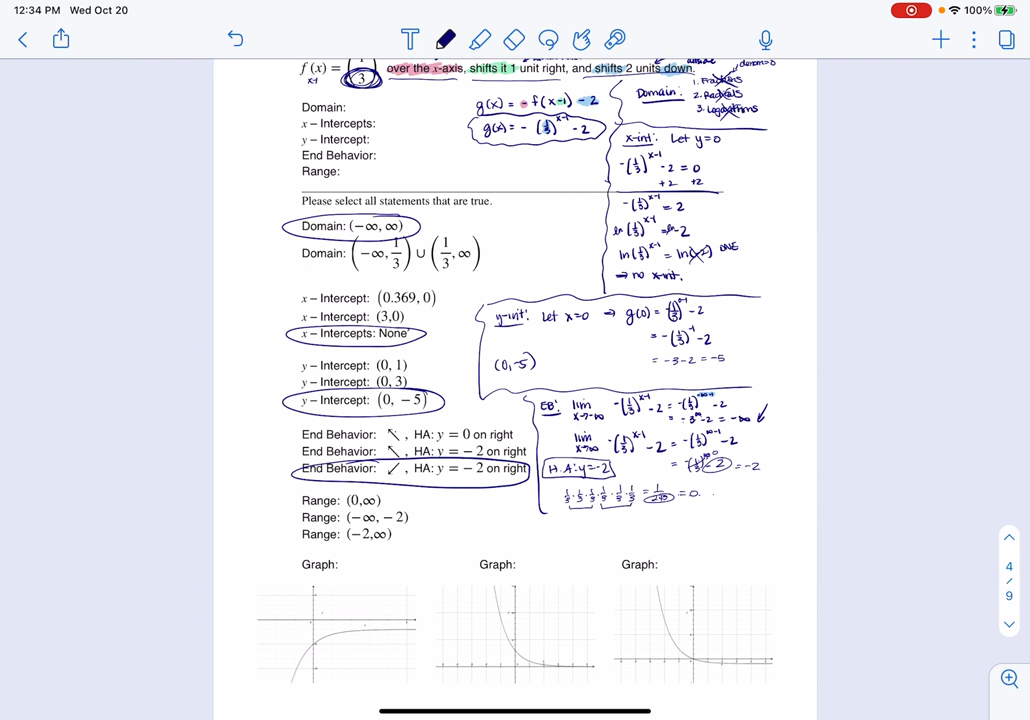 12:34 PM Wed Oct 20
100%
f (x) = ( 3 ) over the x-axis, shifts it 1 unit right, and shifts 2 units down.
x-1
denom=0
Domain:
1. Fractions
2. Radicals
3. Logarithms
g(x) = - f(x-1) - 2
g(x) = - (1/3)^x-1 - 2
Domain:
x – Intercepts:
y – Intercept:
End Behavior:
Range:
x-int: Let y=0
-(1/3)^x-1 - 2 = 0
+2 +2
-(1/3)^x-1 = 2
ln (1/3)^x-1 = ln -2
ln(1/3)^x-1 = ln(-2) DNE
→ no x-int.
Please select all statements that are true.
Domain: (−∞, ∞)
Domain: (−∞, 1/3) ∪ (1/3, ∞)
x – Intercept: (0.369, 0)
x – Intercept: (3,0)
x – Intercepts: None
y – Intercept: (0, 1)
y – Intercept: (0, 3)
y – Intercept: (0, − 5)
y-int: Let x=0 → g(0) = -(1/3)^0-1 - 2
= -(1/3)^-1 - 2
= -3-2 = -5
(0,-5)
End Behavior: ↖ , HA: y = 0 on right
End Behavior: ↖ , HA: y = − 2 on right
End Behavior: ↙ , HA: y = − 2 on right
EB: lim x→-∞ -(1/3)^x-1 - 2 = -(1/3)^-∞-1 - 2
= -3^∞ - 2 = -∞ ↙
lim x→∞ -(1/3)^x-1 - 2 = -(1/3)^∞-1 - 2
H.A: y=-2
= -(1/3)^∞ - 2 = -2
1/3 · 1/3 · 1/3 · 1/3 · 1/3 · 1/3 = = 0.
Range: (0,∞)
Range: (−∞, − 2)
Range: (−2,∞)
Graph:
Graph:
Graph:
4
/
9